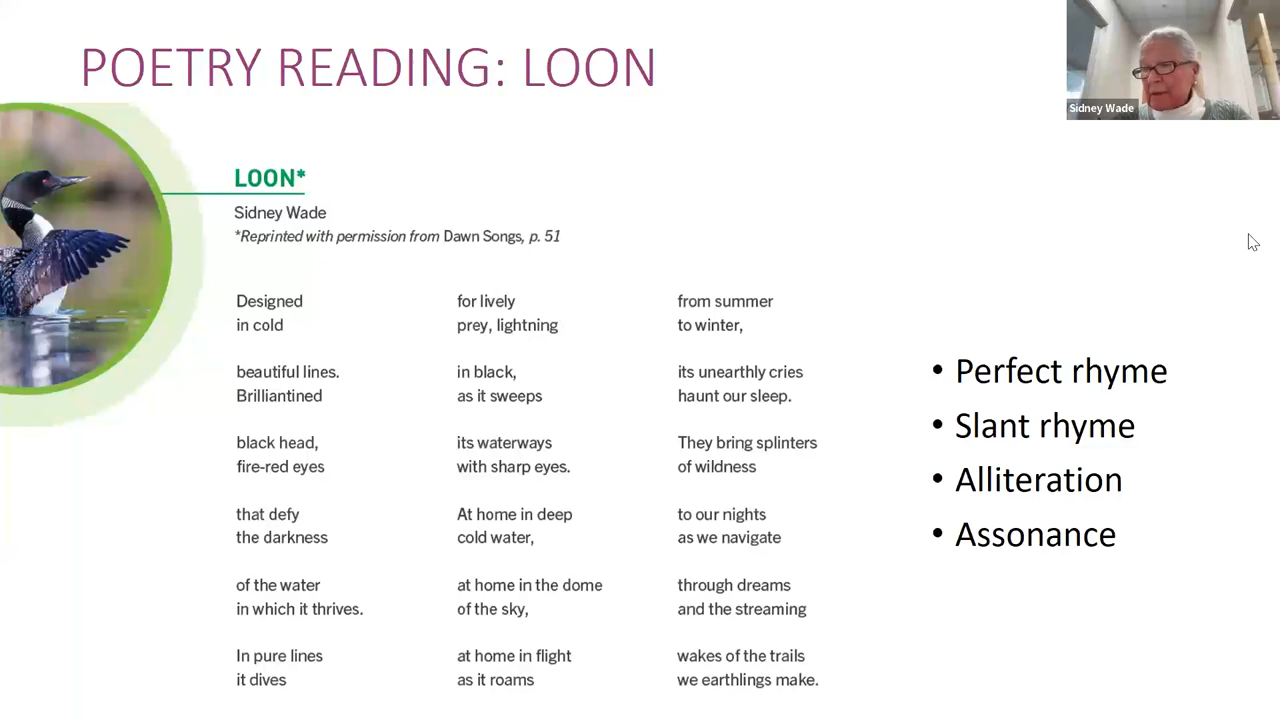 POETRY READING: LOON
Sidney Wade
LOON*
Sidney Wade
*Reprinted with permission from Dawn Songs, p. 51
Designed
in cold
beautiful lines.
Brilliantined
black head,
fire-red eyes
that defy
the darkness
of the water
in which it thrives.
In pure lines
it dives
for lively
prey, lightning
in black,
as it sweeps
its waterways
with sharp eyes.
At home in deep
cold water,
at home in the dome
of the sky,
at home in flight
as it roams
from summer
to winter,
its unearthly cries
haunt our sleep.
They bring splinters
of wildness
to our nights
as we navigate
through dreams
and the streaming
wakes of the trails
we earthlings make.
• Perfect rhyme
• Slant rhyme
• Alliteration
• Assonance